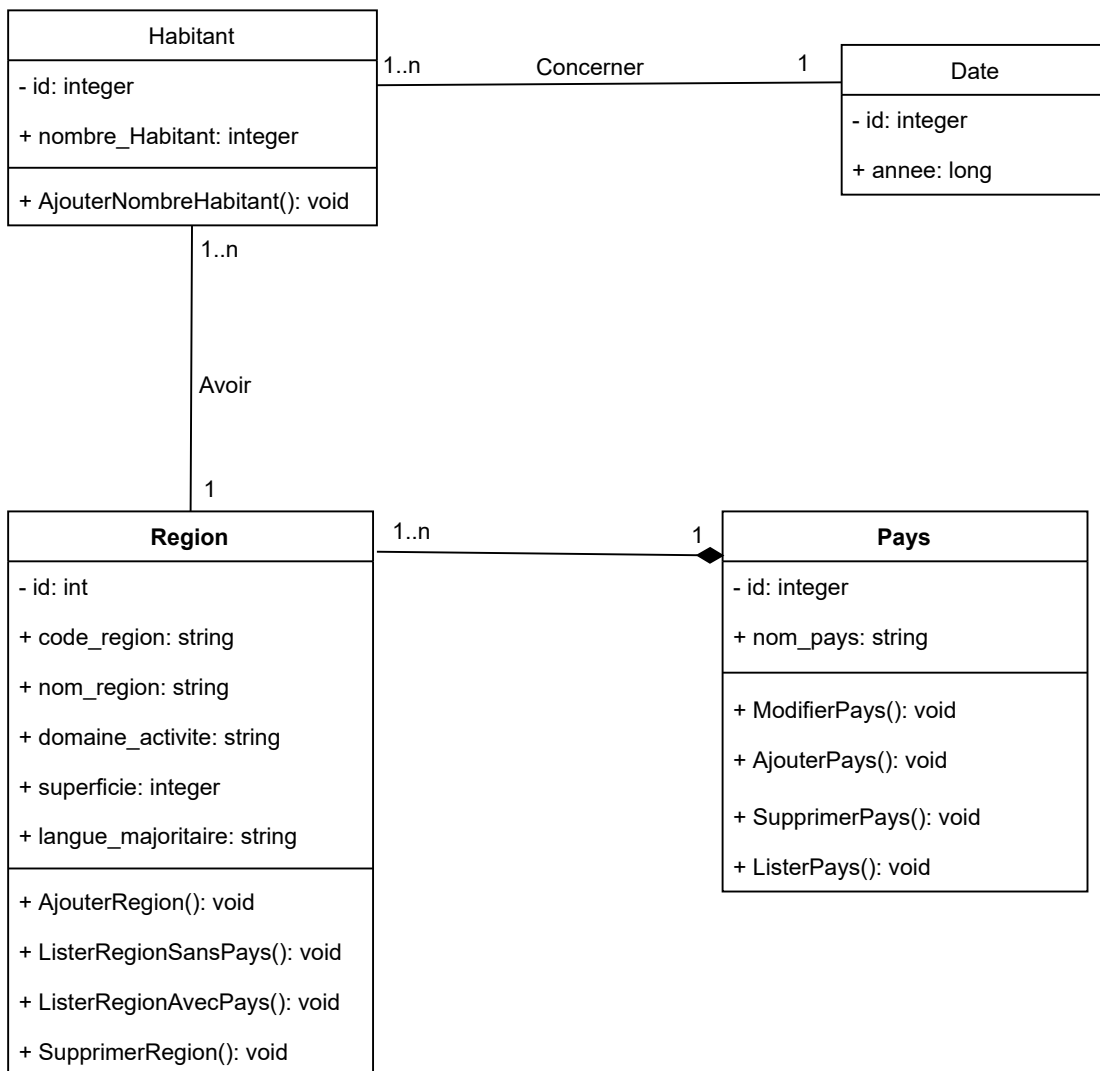 Habitant
- id: integer
+ nombre_Habitant: integer
+ AjouterNombreHabitant(): void
1..n
Concerner
1
Date
- id: integer
+ annee: long
1..n
Avoir
1
Region
- id: int
+ code_region: string
+ nom_region: string
+ domaine_activite: string
+ superficie: integer
+ langue_majoritaire: string
+ AjouterRegion(): void
+ ListerRegionSansPays(): void
+ ListerRegionAvecPays(): void
+ SupprimerRegion(): void
1..n
1
Pays
- id: integer
+ nom_pays: string
+ ModifierPays(): void
+ AjouterPays(): void
+ SupprimerPays(): void
+ ListerPays(): void